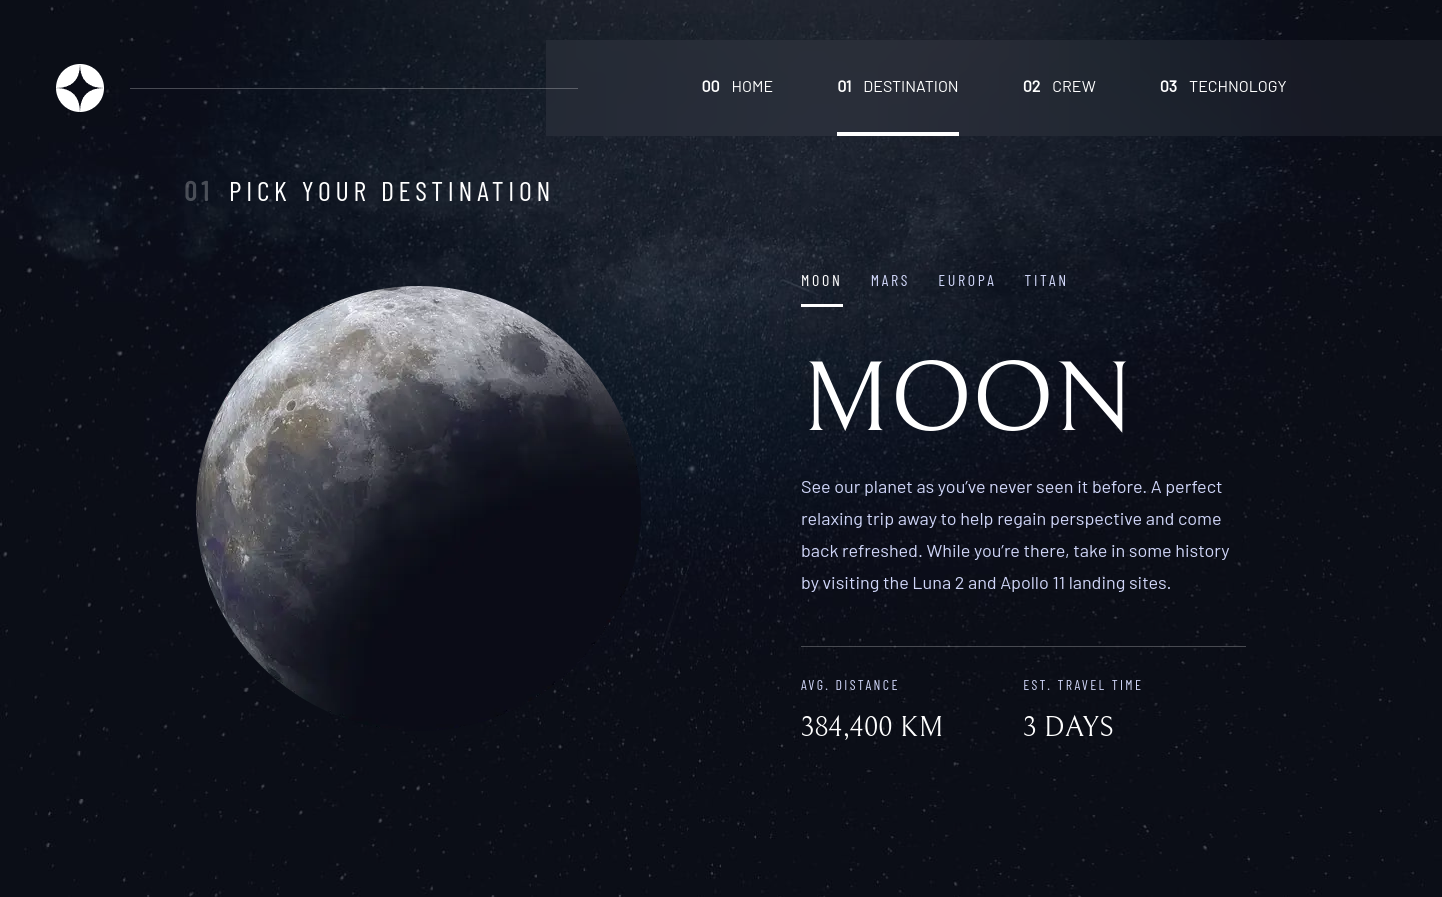 00 HOME 01 DESTINATION 02 CREW 03 TECHNOLOGY
01 PICK YOUR DESTINATION
MOON MARS EUROPA TITAN
MOON
See our planet as you’ve never seen it before. A perfect
relaxing trip away to help regain perspective and come
back refreshed. While you’re there, take in some history
by visiting the Luna 2 and Apollo 11 landing sites.
AVG. DISTANCE EST. TRAVEL TIME
384,400 KM 3 DAYS